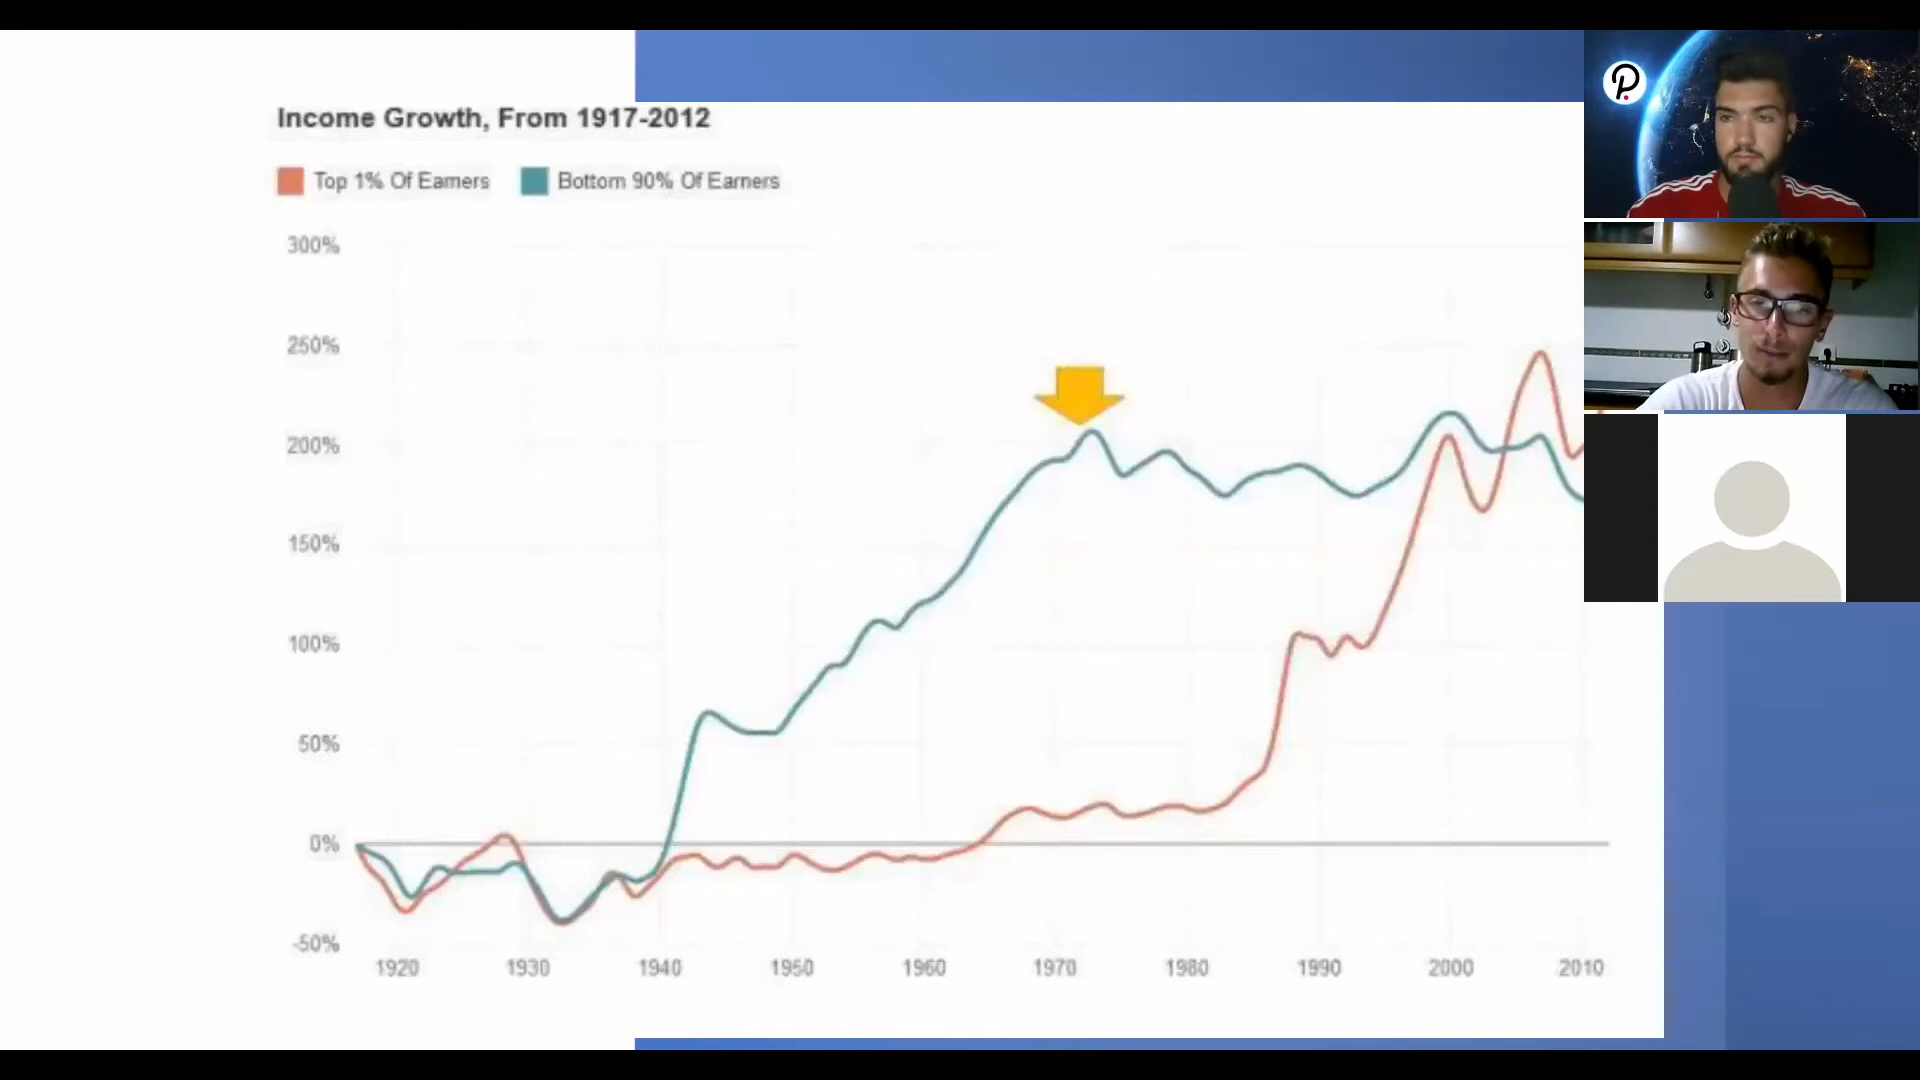 Income Growth, From 1917-2012
Top 1% Of Earners Bottom 90% Of Earners
300%
250%
200%
150%
100%
50%
0%
-50%
1920 1930 1940 1950 1960 1970 1980 1990 2000 2010